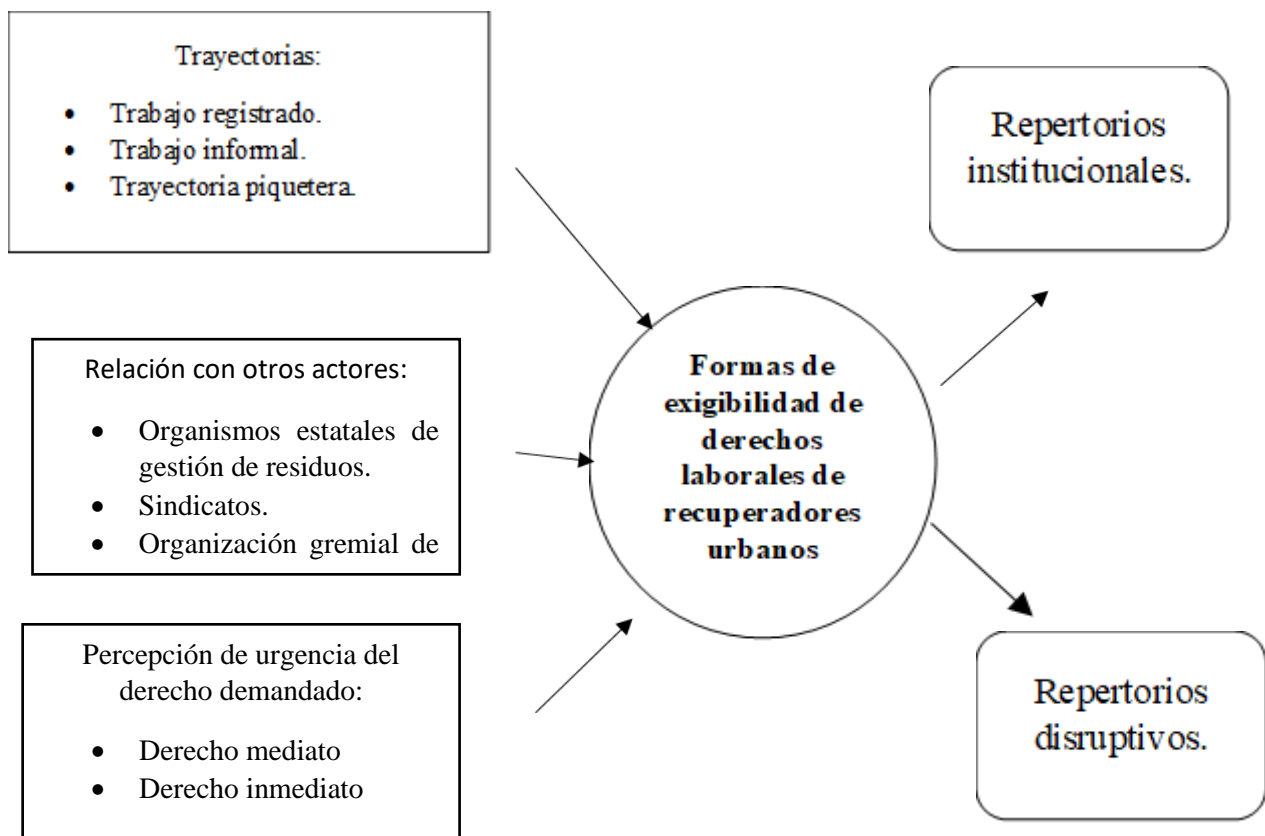 Trayectorias:
• Trabajo registrado.
• Trabajo informal.
• Trayectoria piquetera.
Relación con otros actores:
• Organismos estatales de
gestión de residuos.
• Sindicatos.
• Organización gremial de
Percepción de urgencia del
derecho demandado:
• Derecho mediato
• Derecho inmediato
Formas de
exigibilidad de
derechos
laborales de
recuperadores
urbanos
Repertorios
institucionales.
Repertorios
disruptivos.